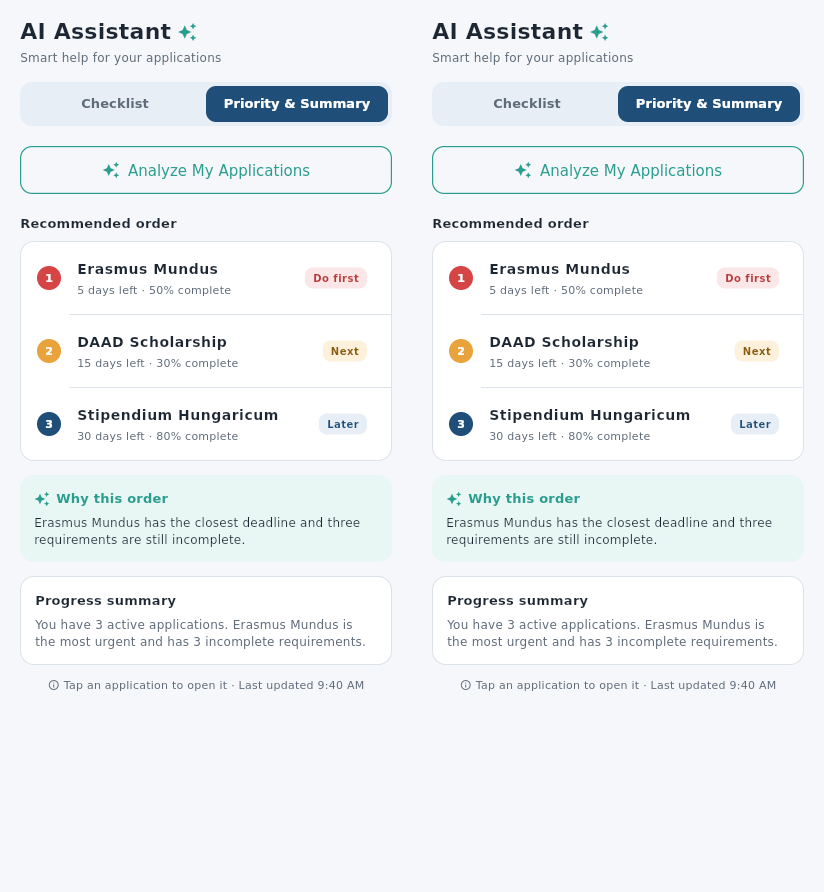 AI Assistant
Smart help for your applications
Checklist
Priority & Summary
Analyze My Applications
Recommended order
1
Erasmus Mundus
5 days left · 50% complete
Do first
2
DAAD Scholarship
15 days left · 30% complete
Next
3
Stipendium Hungaricum
30 days left · 80% complete
Later
Why this order
Erasmus Mundus has the closest deadline and three
requirements are still incomplete.
Progress summary
You have 3 active applications. Erasmus Mundus is
the most urgent and has 3 incomplete requirements.
Tap an application to open it · Last updated 9:40 AM
AI Assistant
Smart help for your applications
Checklist
Priority & Summary
Analyze My Applications
Recommended order
1
Erasmus Mundus
5 days left · 50% complete
Do first
2
DAAD Scholarship
15 days left · 30% complete
Next
3
Stipendium Hungaricum
30 days left · 80% complete
Later
Why this order
Erasmus Mundus has the closest deadline and three
requirements are still incomplete.
Progress summary
You have 3 active applications. Erasmus Mundus is
the most urgent and has 3 incomplete requirements.
Tap an application to open it · Last updated 9:40 AM